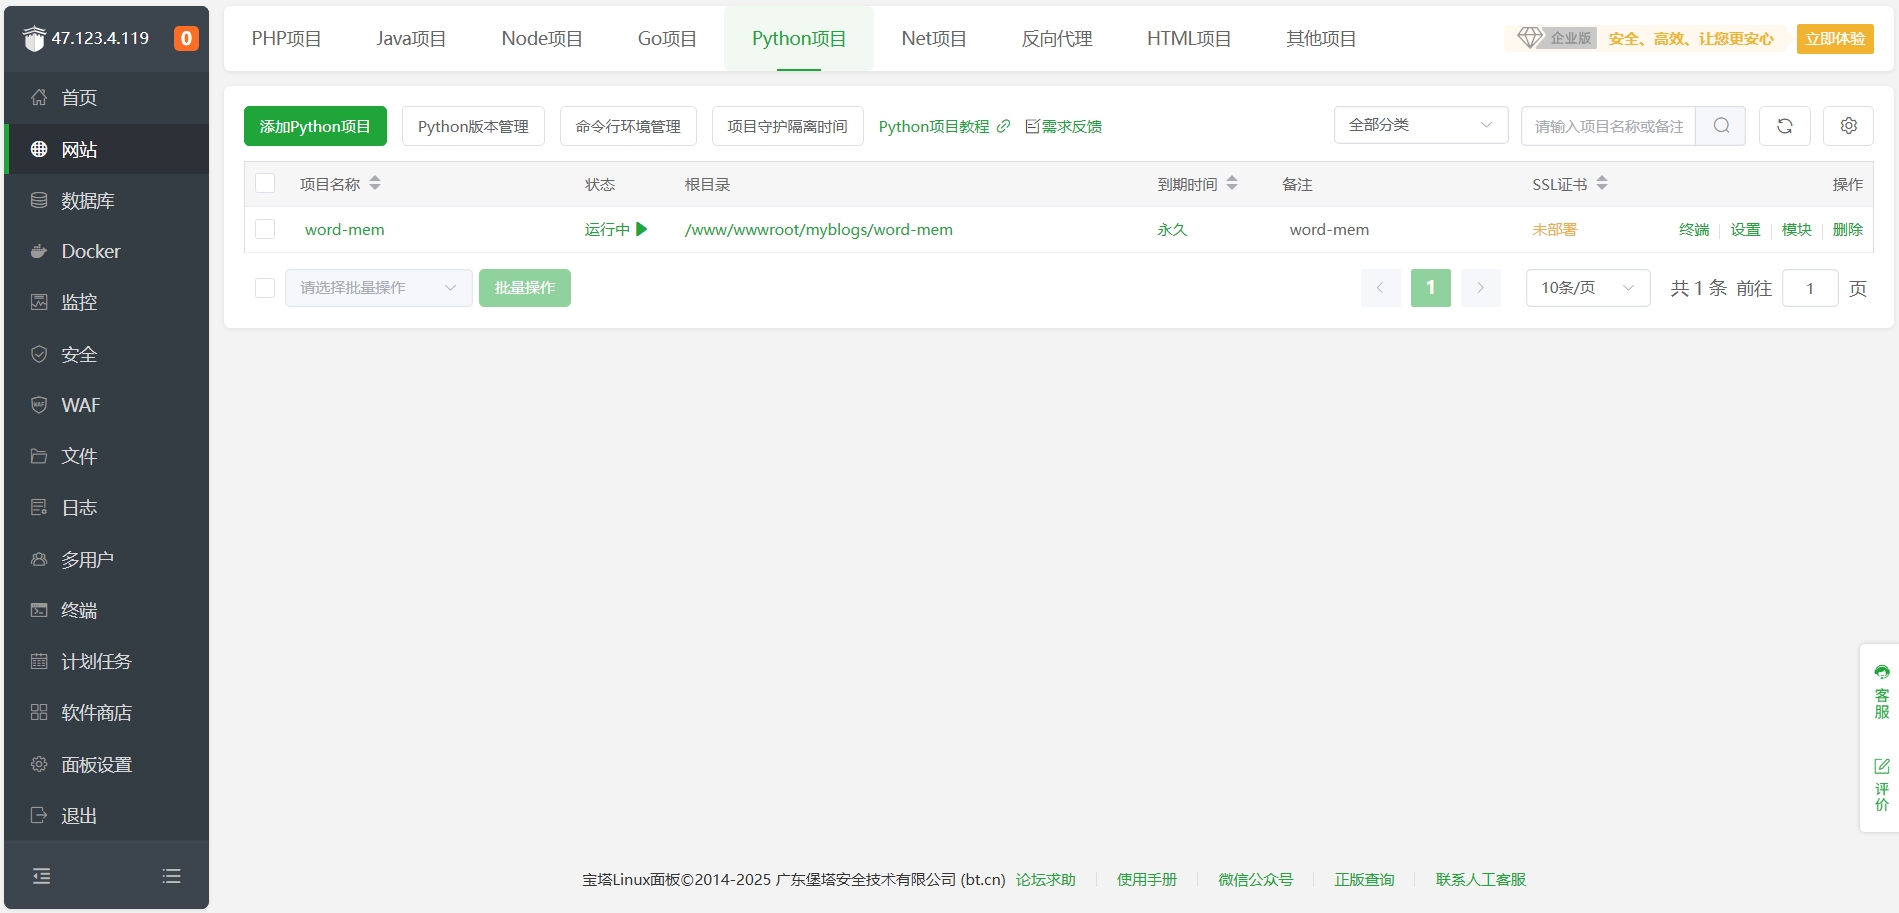 47.123.4.119 0
首页
网站
数据库
Docker
监控
安全
WAF
文件
日志
多用户
终端
计划任务
软件商店
面板设置
退出
PHP项目 Java项目 Node项目 Go项目 Python项目 Net项目 反向代理 HTML项目 其他项目 企业版 安全、高效、让您更安心 立即体验
添加Python项目 Python版本管理 命令行环境管理 项目守护隔离时间 Python项目教程 需求反馈 全部分类 请输入项目名称或备注
项目名称 状态 根目录 到期时间 备注 SSL证书 操作
word-mem 运行中 /www/wwwroot/myblogs/word-mem 永久 word-mem 未部署 终端 设置 模块 删除
请选择批量操作 批量操作 1 10条/页 共 1 条 前往 1 页
客服
评价
宝塔Linux面板©2014-2025 广东堡塔安全技术有限公司 (bt.cn) 论坛求助 使用手册 微信公众号 正版查询 联系人工客服